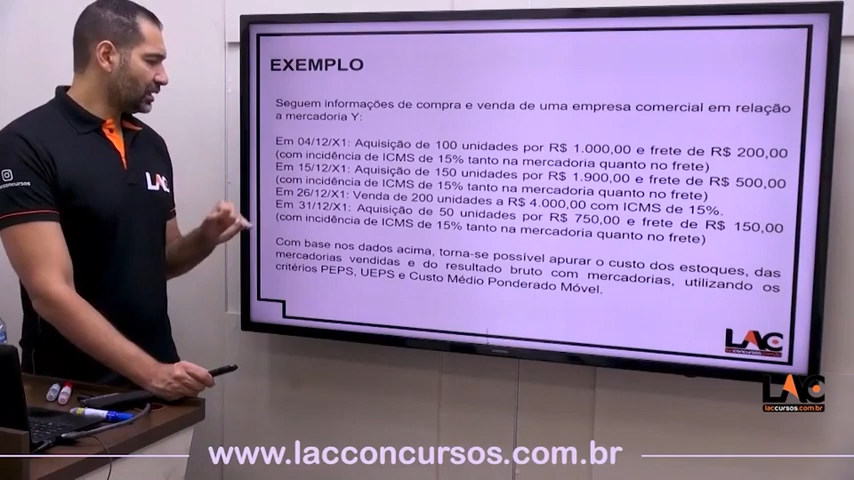 EXEMPLO
Seguem informações de compra e venda de uma empresa comercial em relação
a mercadoria Y:
Em 04/12/X1: Aquisição de 100 unidades por R$ 1.000,00 e frete de R$ 200,00
(com incidência de ICMS de 15% tanto na mercadoria quanto no frete)
Em 15/12/X1: Aquisição de 150 unidades por R$ 1.900,00 e frete de R$ 500,00
(com incidência de ICMS de 15% tanto na mercadoria quanto no frete)
Em 26/12/X1: Venda de 200 unidades a R$ 4.000,00 com ICMS de 15%.
Em 31/12/X1: Aquisição de 50 unidades por R$ 750,00 e frete de R$ 150,00
(com incidência de ICMS de 15% tanto na mercadoria quanto no frete)
Com base nos dados acima, torna-se possível apurar o custo dos estoques, das
mercadorias vendidas e do resultado bruto com mercadorias, utilizando os
critérios PEPS, UEPS e Custo Médio Ponderado Móvel.
LAC
LAC
LAC
laccursos.com.br
www.lacconcursos.com.br